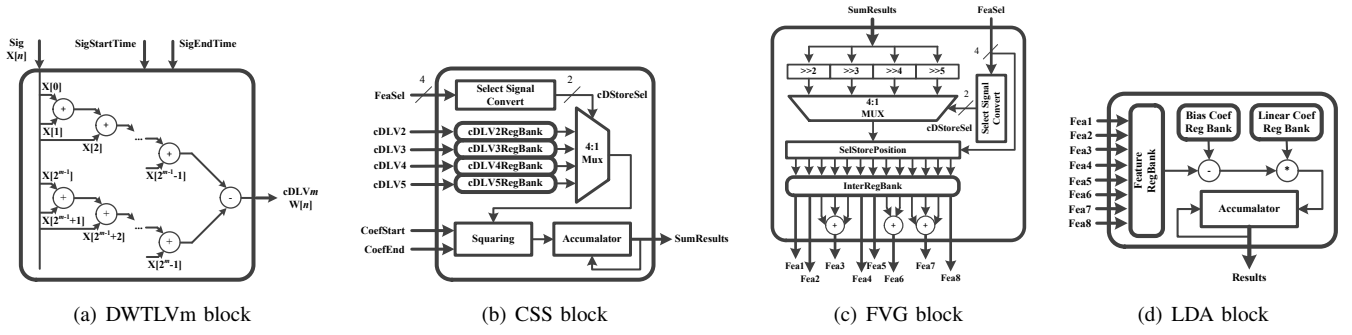 Sig
X[n]
SigStartTime
SigEndTime
X[0]
+
X[1]
+
X[2]
...
+
X[2^{m-1}-1]
X[2^{m-1}]
-
cDLVm
W[n]
+
X[2^{m-1}+1]
+
X[2^{m-1}+2]
...
+
X[2^m-1]
(a) DWTLVm block
4
2
FeaSel
Select Signal
Convert
cDStoreSel
cDLV2
cDLV2RegBank
cDLV3
cDLV3RegBank
cDLV4
cDLV4RegBank
cDLV5
cDLV5RegBank
4:1
Mux
CoefStart
CoefEnd
Squaring
Accumalator
SumResults
(b) CSS block
SumResults
FeaSel
4
>>2
>>3
>>4
>>5
4:1
MUX
2
cDStoreSel
Select Signal
Convert
SelStorePosition
InterRegBank
+
+
+
Fea1
Fea2
Fea3
Fea4
Fea5
Fea6
Fea7
Fea8
(c) FVG block
Fea1
Fea2
Fea3
Fea4
Fea5
Fea6
Fea7
Fea8
Feature
RegBank
Bias Coef
Reg Bank
Linear Coef
Reg Bank
-
*
Accumalator
Results
(d) LDA block